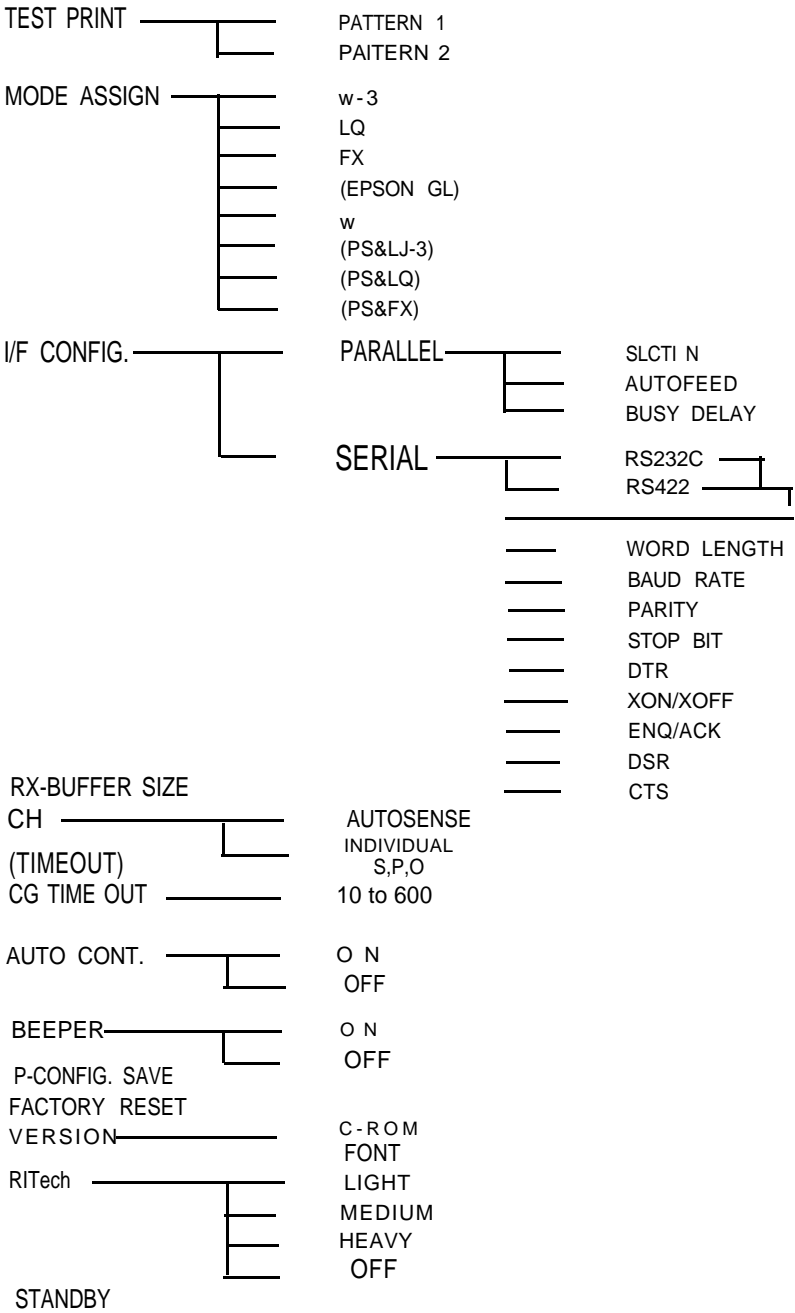 TEST PRINT PATTERN 1
PAITERN 2
MODE ASSIGN w-3
LQ
FX
(EPSON GL)
w
(PS&LJ-3)
(PS&LQ)
(PS&FX)
I/F CONFIG. PARALLEL SLCTI N
AUTOFEED
BUSY DELAY
SERIAL RS232C
RS422
WORD LENGTH
BAUD RATE
PARITY
STOP BIT
DTR
XON/XOFF
ENQ/ACK
DSR
CTS
RX-BUFFER SIZE
CH AUTOSENSE
INDIVIDUAL
S,P,O
(TIMEOUT)
CG TIME OUT 10 to 600
AUTO CONT. O N
OFF
BEEPER O N
OFF
P-CONFIG. SAVE
FACTORY RESET
VERSION C-ROM
FONT
RITech LIGHT
MEDIUM
HEAVY
OFF
STANDBY